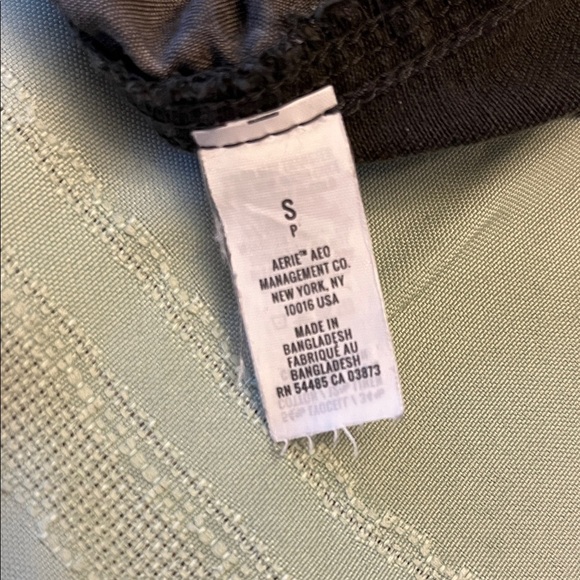 S
P
AERIE™ AEO
MANAGEMENT CO.
NEW YORK, NY
10016 USA
MADE IN
BANGLADESH
FABRIQUÉ AU
BANGLADESH
RN 54485 CA 03873